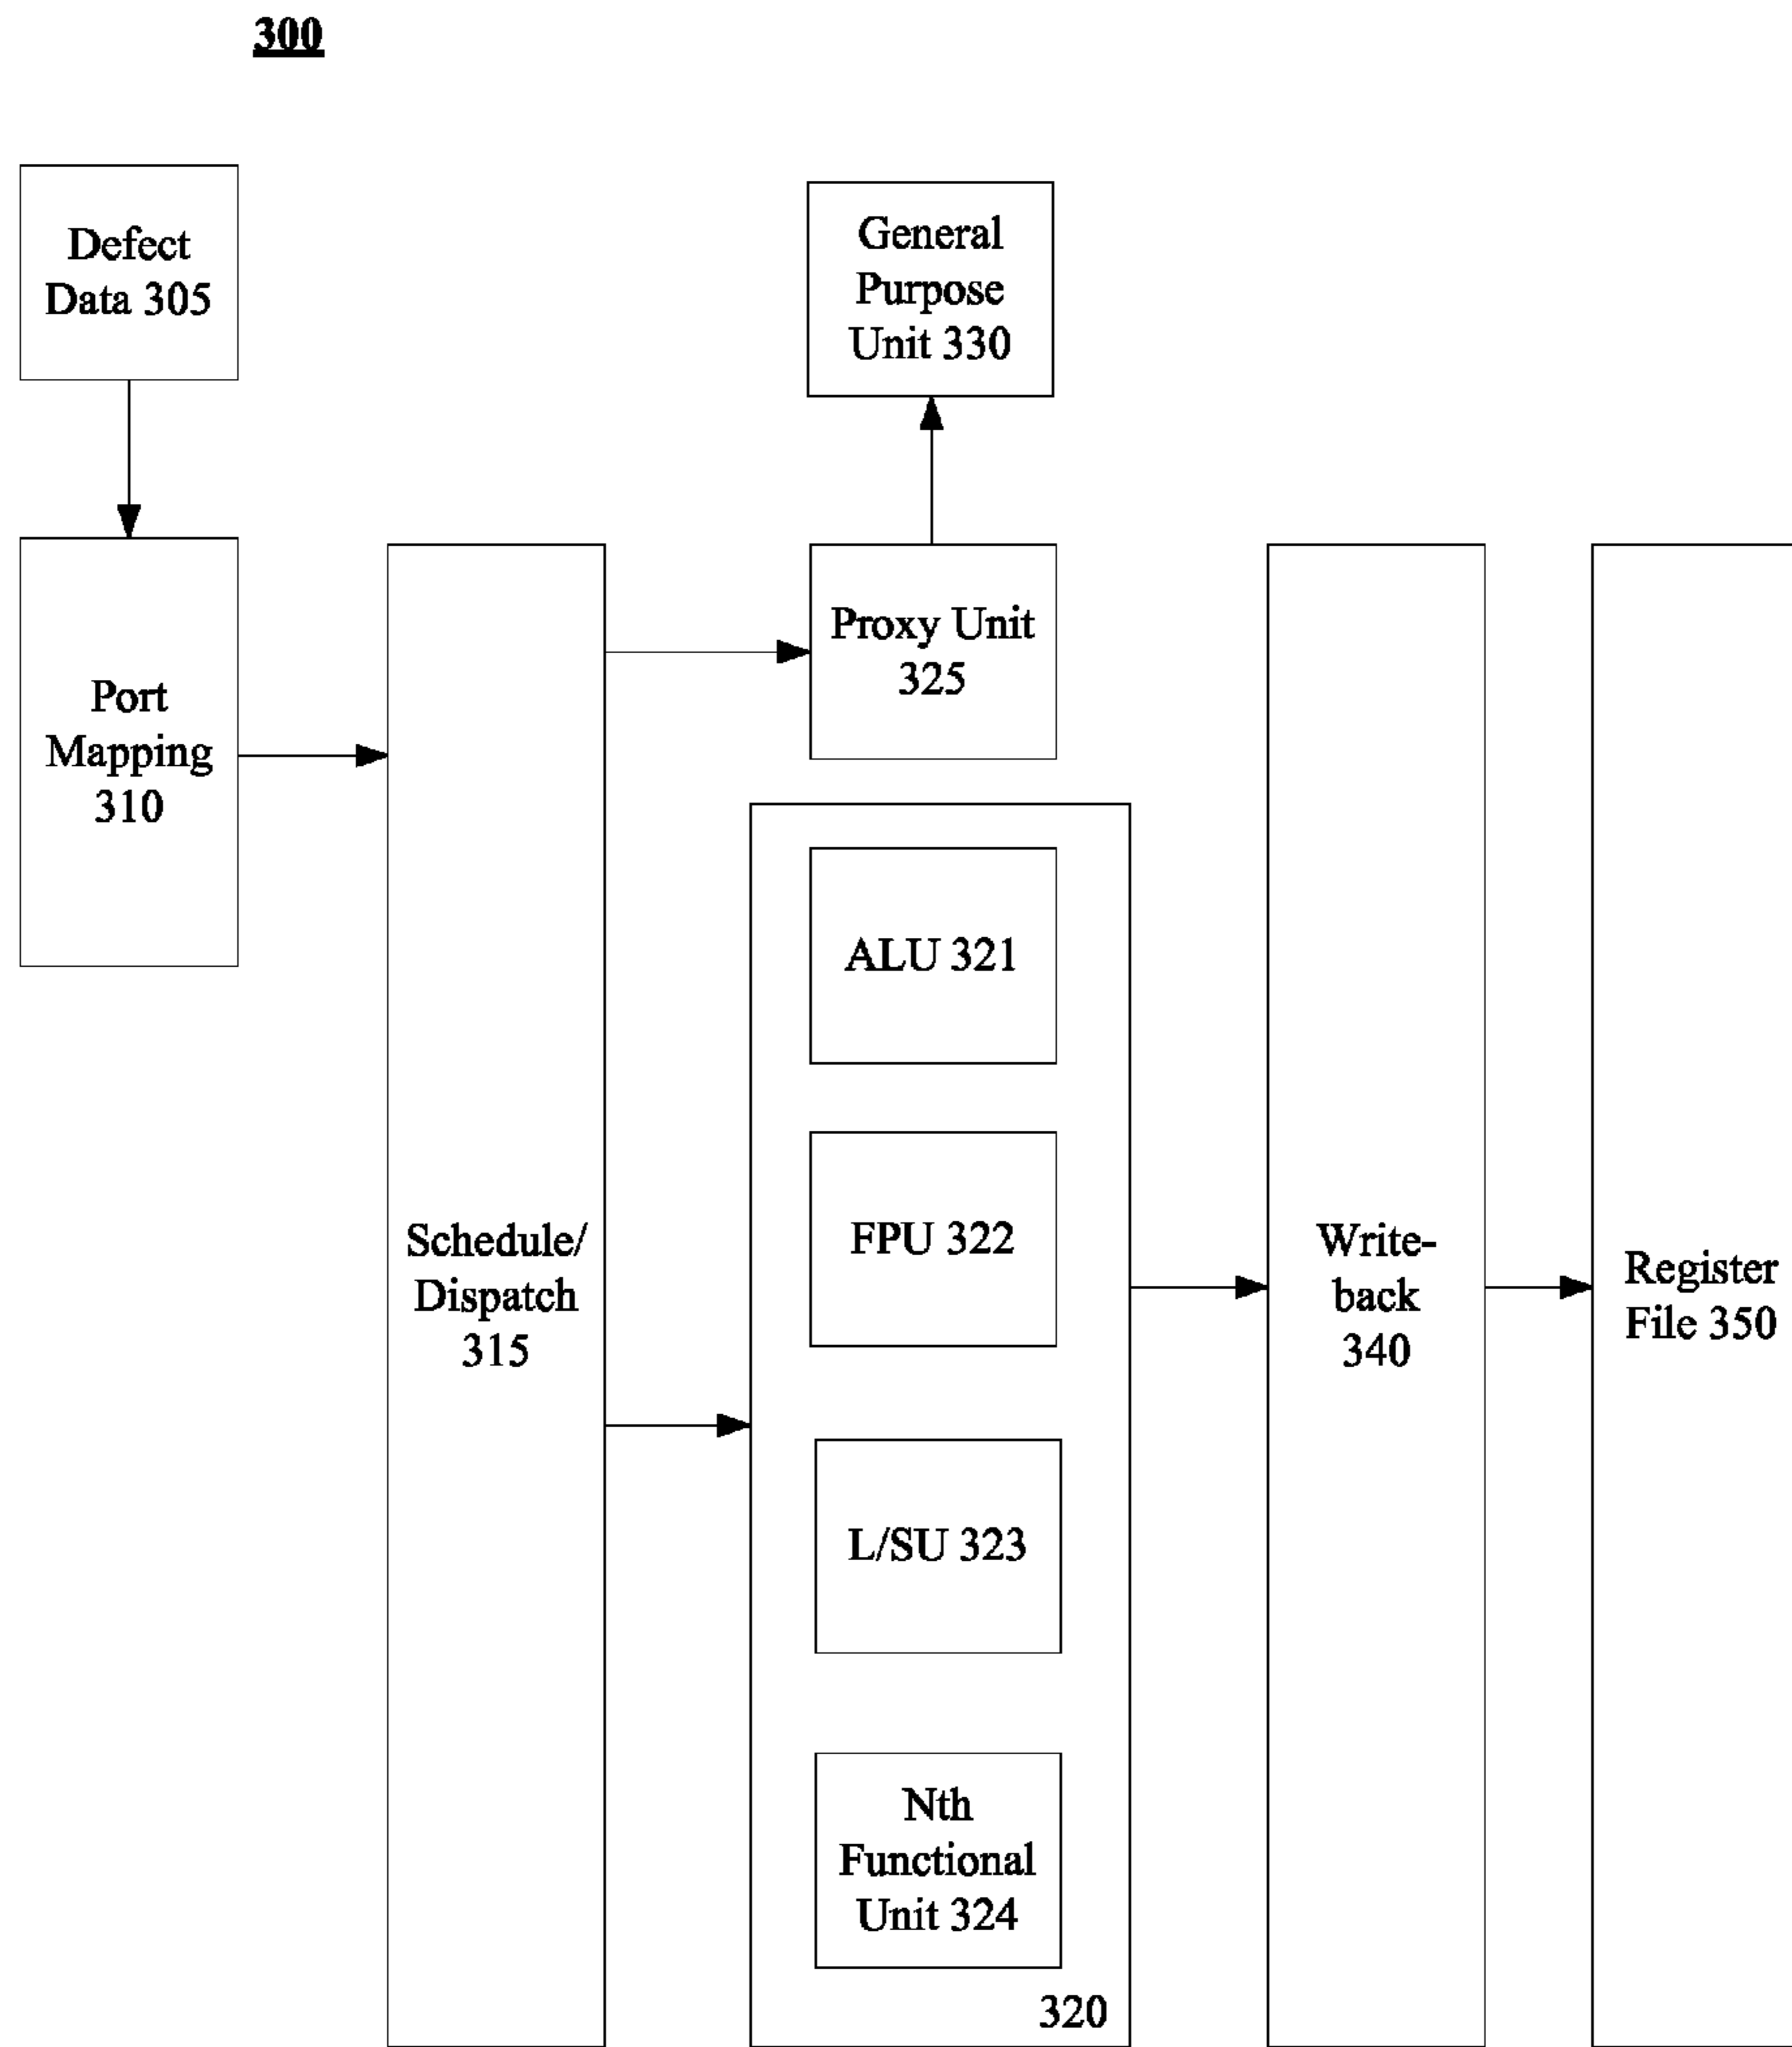 300
Defect
Data 305
General
Purpose
Unit 330
Port
Mapping
310
Proxy Unit
325
Schedule/
Dispatch
315
ALU 321
FPU 322
L/SU 323
Nth
Functional
Unit 324
320
Write-
back
340
Register
File 350